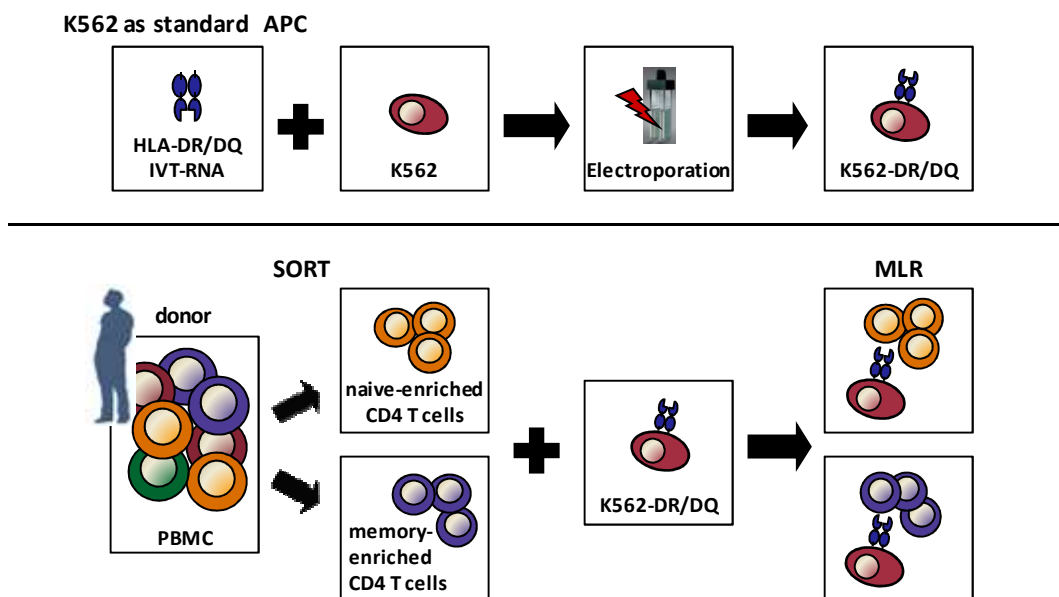 K562 as standard APC
HLA-DR/DQ
IVT-RNA
K562
Electroporation
K562-DR/DQ
SORT
MLR
donor
PBMC
naive-enriched
CD4 T cells
memory-
enriched
CD4 T cells
K562-DR/DQ